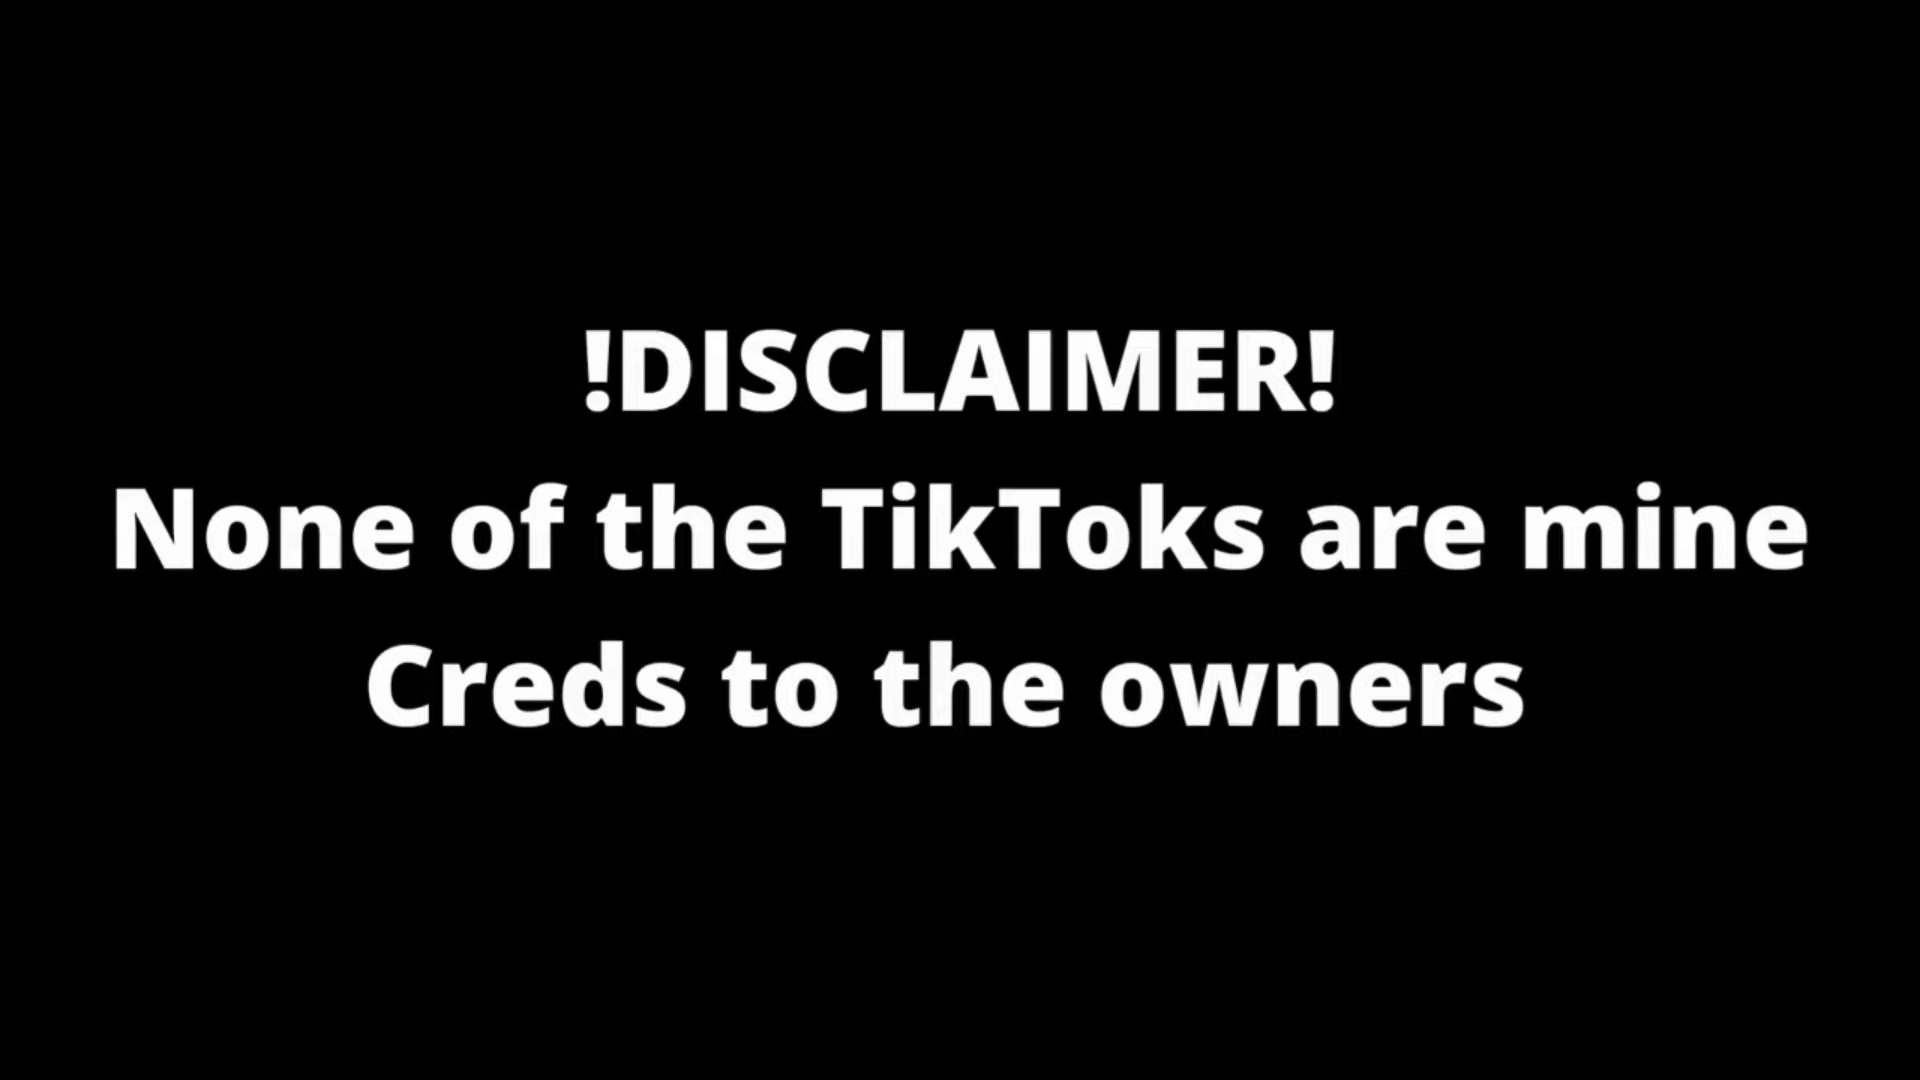 !DISCLAIMER!
None of the TikToks are mine
Creds to the owners